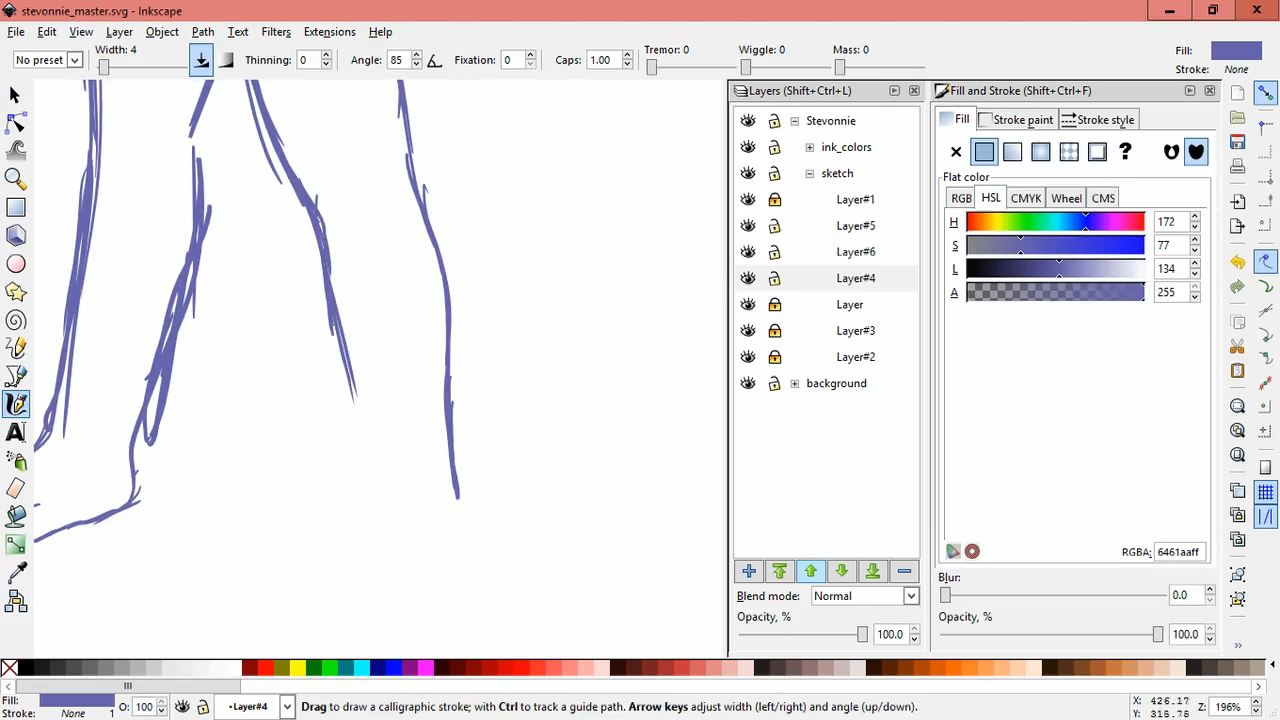 stevonnie_master.svg - Inkscape
File Edit View Layer Object Path Filters Text Extensions Help
No preset Width: 4 Thinning: 0 Angle: 85 Fixation: 0 Caps: 1.00 Tremor: 0 Wiggle: 0 Mass: 0 Fill:
Stroke: None
Layers (Shift+Ctrl+L)
Stevonnie
ink_colors
sketch
Layer#1
Layer#5
Layer#6
Layer#4
Layer
Layer#3
Layer#2
background
Blend mode: Normal
Opacity, %
100.0
Fill and Stroke (Shift+Ctrl+F)
Fill Stroke paint Stroke style
?
Flat color
RGB HSL CMYK Wheel CMS
H 172
S 77
L 134
A 255
RGBA: 6461aaff
Blur:
0.0
Opacity, %
100.0
Fill: O: 100 •Layer#4 Drag to draw a calligraphic stroke; with Ctrl to track a guide path. Arrow keys adjust width (left/right) and angle (up/down). X: 426.17 Z: 196%
Stroke: None 1 Y: 318.78